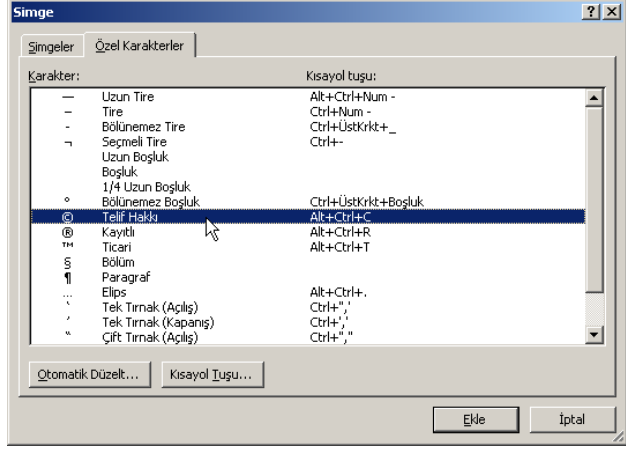 Simge
Simgeler Özel Karakterler
Karakter: Kısayol tuşu:
— Uzun Tire Alt+Ctrl+Num -
– Tire Ctrl+Num -
- Bölünemez Tire Ctrl+ÜstKrkt+_
¬ Seçmeli Tire Ctrl+-
Uzun Boşluk
Boşluk
1/4 Uzun Boşluk
° Bölünemez Boşluk Ctrl+ÜstKrkt+Boşluk
© Telif Hakkı Alt+Ctrl+C
® Kayıtlı Alt+Ctrl+R
™ Ticari Alt+Ctrl+T
§ Bölüm
¶ Paragraf
… Elips Alt+Ctrl+.
‘ Tek Tırnak (Açılış) Ctrl+",'
’ Tek Tırnak (Kapanış) Ctrl+','
“ Çift Tırnak (Açılış) Ctrl+","
Otomatik Düzelt... Kısayol Tuşu...
Ekle İptal